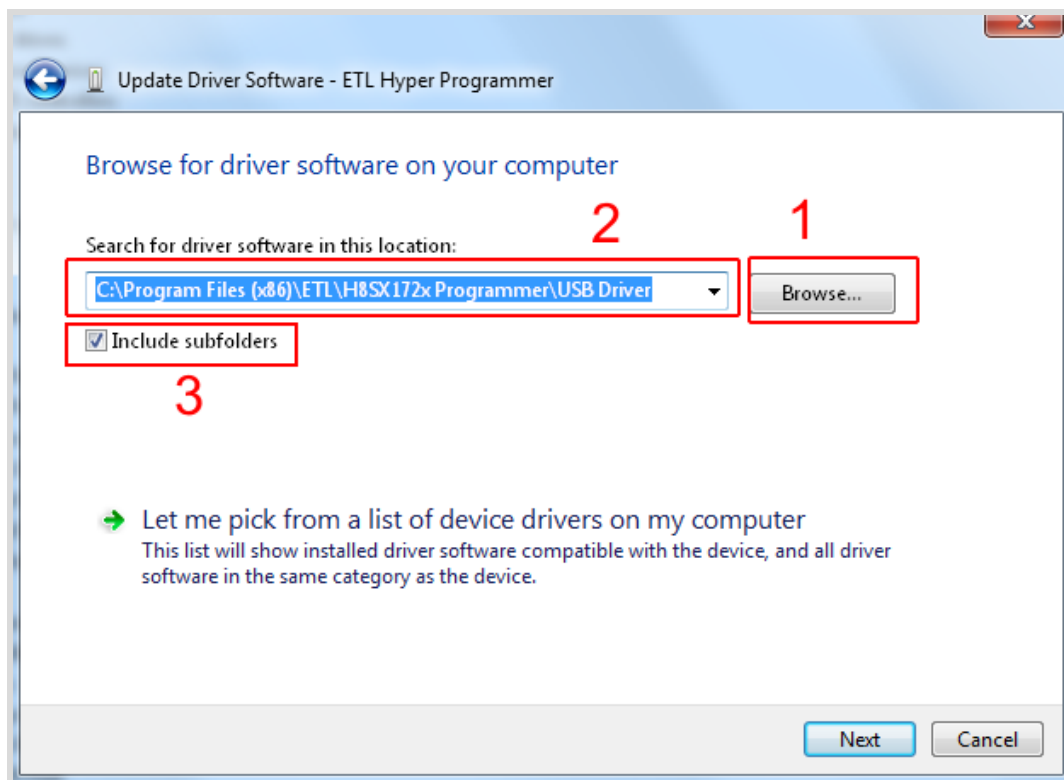 Update Driver Software - ETL Hyper Programmer
Browse for driver software on your computer
2
1
Search for driver software in this location:
C:\Program Files (x86)\ETL\H8SX172x Programmer\USB Driver
Browse...
Include subfolders
3
Let me pick from a list of device drivers on my computer
This list will show installed driver software compatible with the device, and all driver
software in the same category as the device.
Next
Cancel